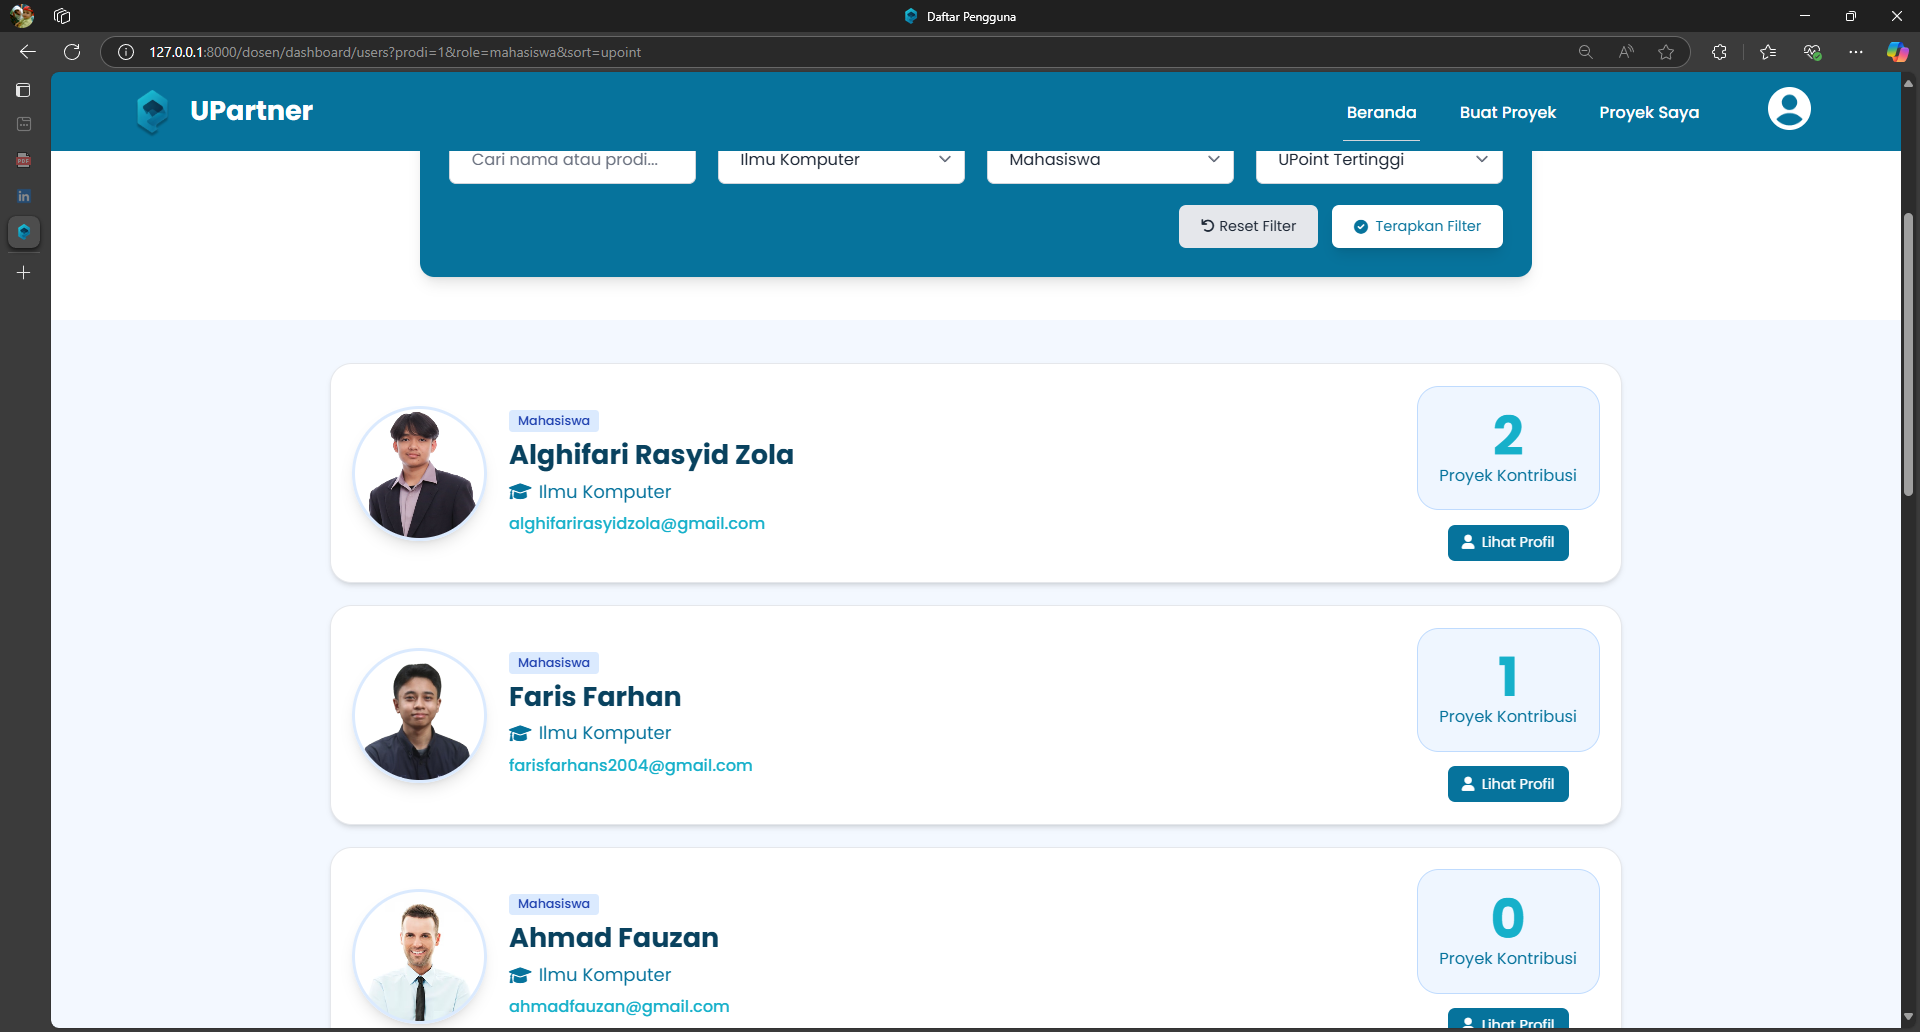 Daftar Pengguna
127.0.0.1:8000/dosen/dashboard/users?prodi=1&role=mahasiswa&sort=upoint
UPartner
Beranda
Buat Proyek
Proyek Saya
Cari nama atau prodi...
Ilmu Komputer
Mahasiswa
UPoint Tertinggi
Reset Filter
Terapkan Filter
Mahasiswa
Alghifari Rasyid Zola
Ilmu Komputer
alghifarirasyidzola@gmail.com
2
Proyek Kontribusi
Lihat Profil
Mahasiswa
Faris Farhan
Ilmu Komputer
farisfarhans2004@gmail.com
1
Proyek Kontribusi
Lihat Profil
Mahasiswa
Ahmad Fauzan
Ilmu Komputer
ahmadfauzan@gmail.com
0
Proyek Kontribusi
Lihat Profil
PDF
in